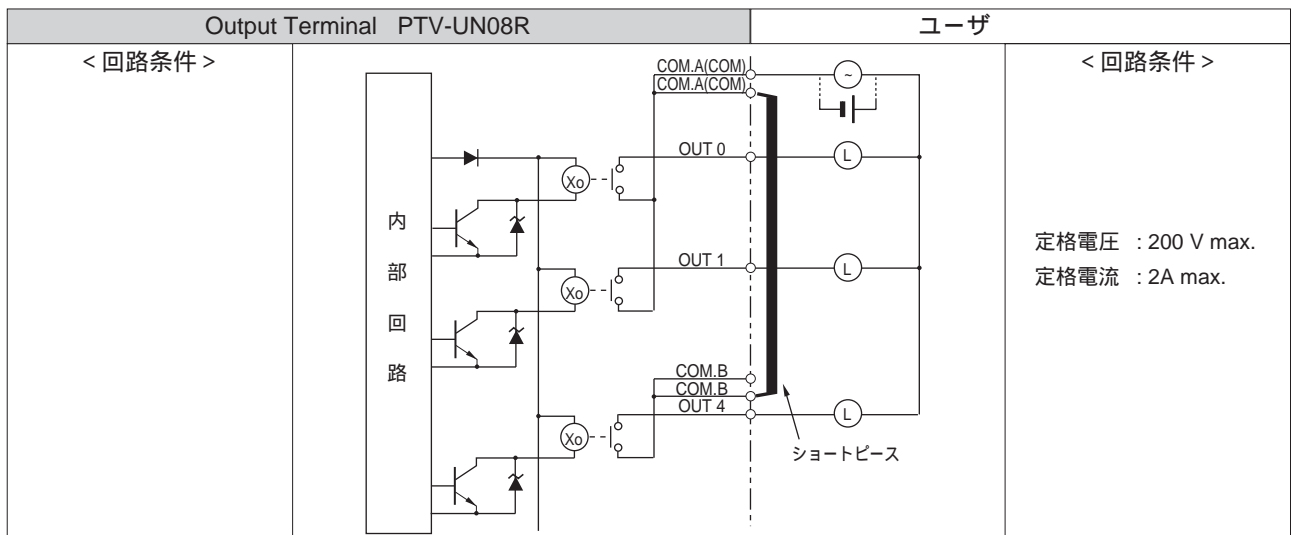 Output Terminal PTV-UN08R
ユーザ
< 回路条件 >
< 回路条件 >
COM.A(COM)
COM.A(COM)
~
OUT 0
L
Xo
内部回路
OUT 1
L
Xo
定格電圧 : 200 V max.
定格電流 : 2A max.
COM.B
COM.B
OUT 4
L
Xo
ショートピース